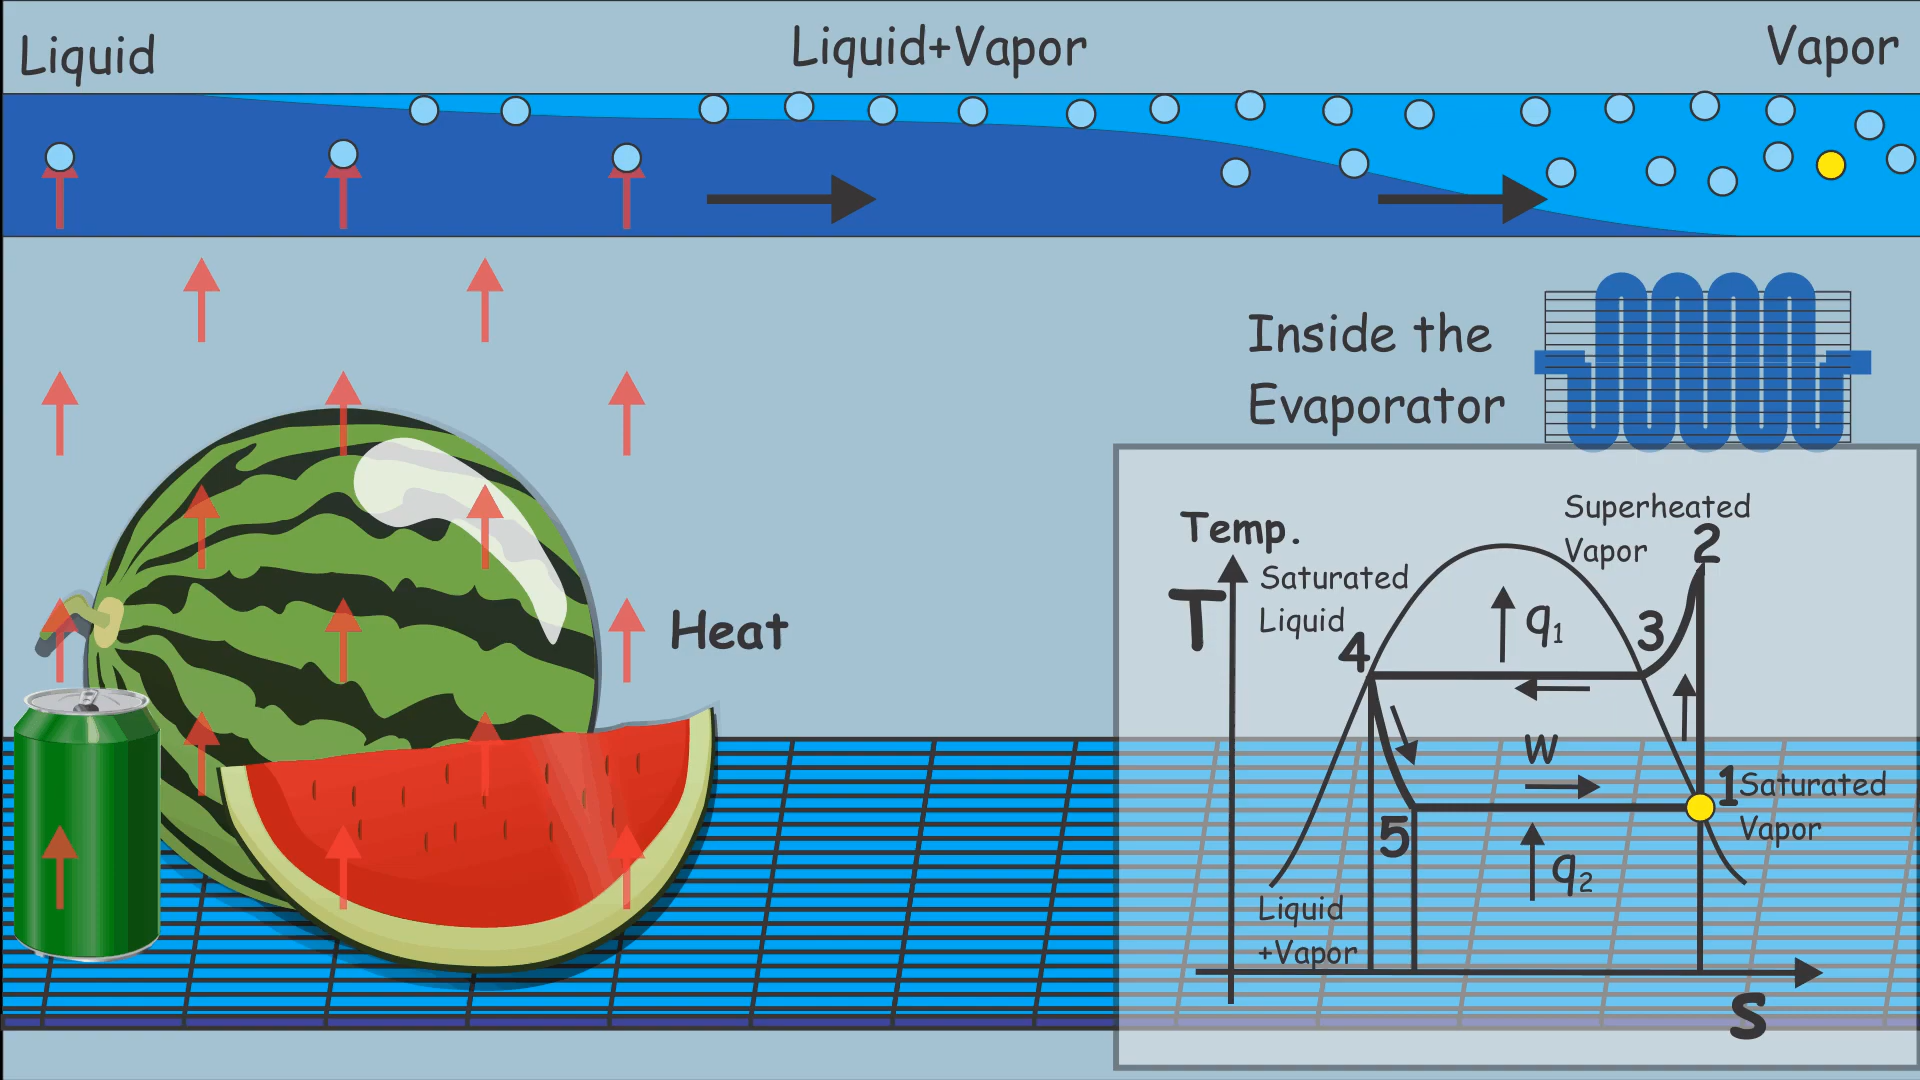 Liquid
Liquid+Vapor
Vapor
Inside the
Evaporator
Heat
Temp.
T
Saturated
Liquid
Superheated
Vapor
2
q1
3
4
w
1
Saturated
Vapor
5
q2
Liquid
+Vapor
s